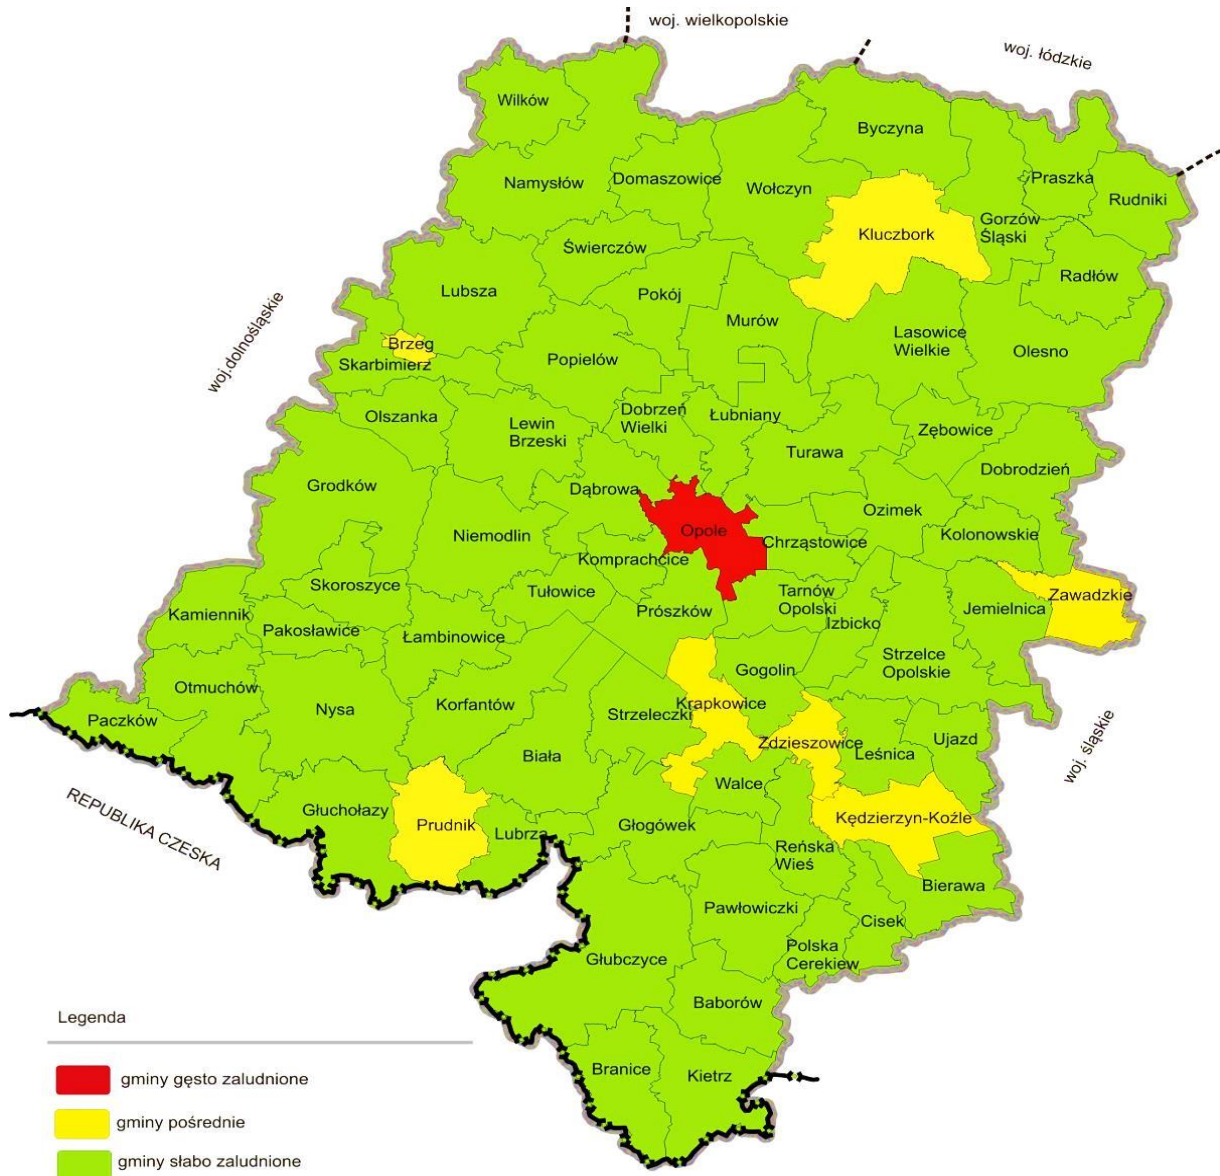 woj. wielkopolskie
woj. łódzkie
Wilków
Byczyna
Namysłów
Domaszowice
Wołczyn
Praszka
Rudniki
Gorzów
Śląski
Kluczbork
Świerczów
Radłów
Lubsza
Pokój
Murów
Lasowice
Wielkie
Olesno
woj.dolnośląskie
Brzeg
Skarbimierz
Popielów
Olszanka
Lewin
Brzeski
Dobrzeń
Wielki
Łubniany
Turawa
Zębowice
Dobrodzień
Grodków
Dąbrowa
Ozimek
Niemodlin
Opole
Chrząstowice
Kolonowskie
Komprachcice
Skoroszyce
Tułowice
Tarnów
Opolski
Zawadzkie
Kamiennik
Prószków
Izbicko
Jemielnica
Pakosławice
Łambinowice
Strzelce
Opolskie
Gogolin
Otmuchów
Nysa
Korfantów
Krapkowice
Strzeleczki
Paczków
Zdzieszowice
Ujazd
Leśnica
woj. śląskie
Biała
Walce
REPUBLIKA CZESKA
Głuchołazy
Prudnik
Lubrza
Głogówek
Kędzierzyn-Koźle
Reńska
Wieś
Bierawa
Pawłowiczki
Cisek
Polska
Cerekiew
Głubczyce
Baborów
Branice
Kietrz
Legenda
gminy gęsto zaludnione
gminy pośrednie
gminy słabo zaludnione